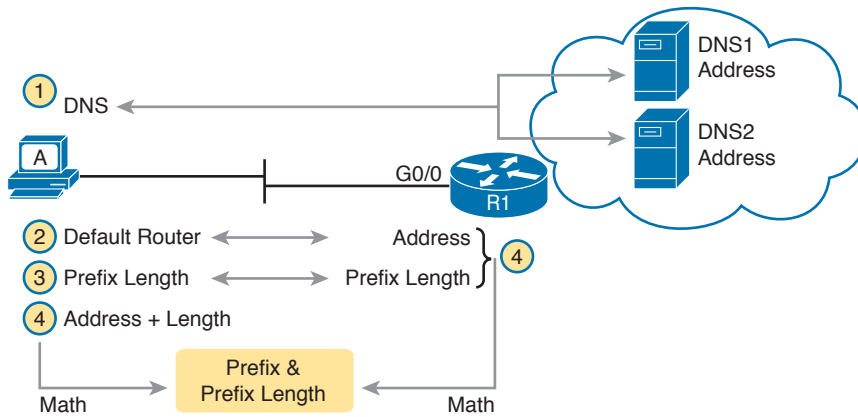 DNS1
Address
1
DNS
DNS2
Address
A
G0/0
R1
2 Default Router
Address
3 Prefix Length
Prefix Length
4
4 Address + Length
Prefix &
Prefix Length
Math
Math